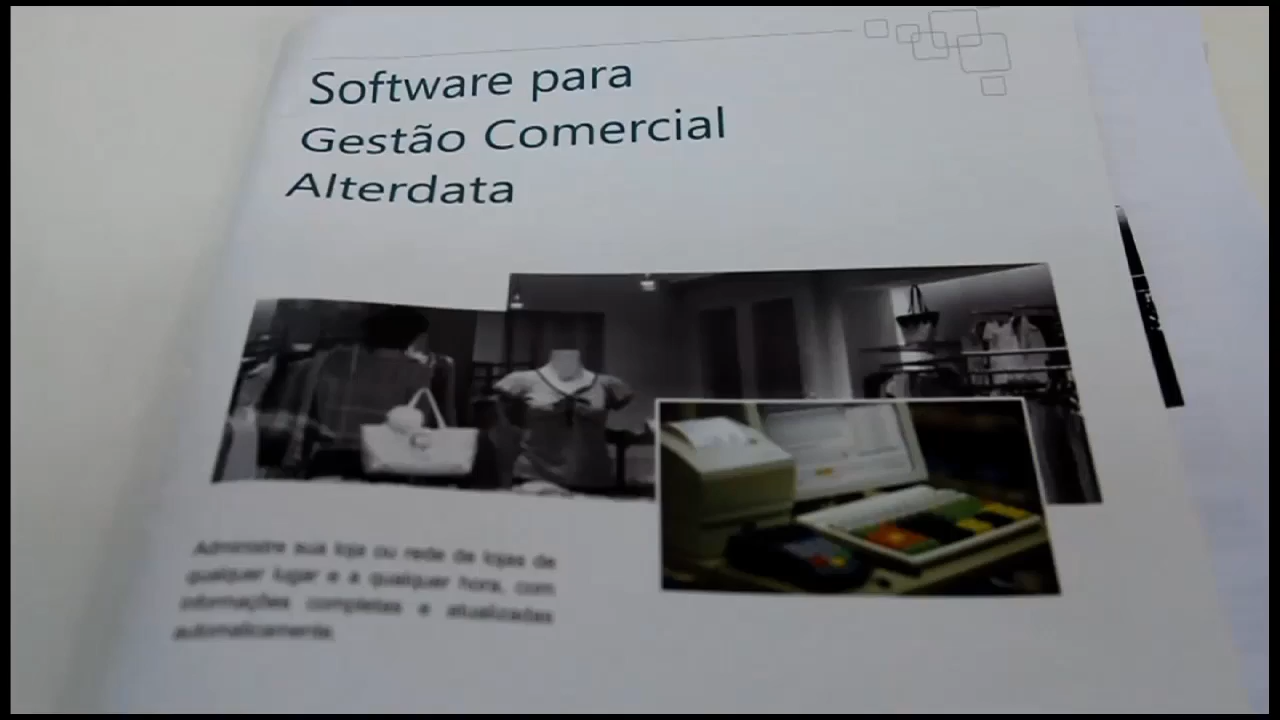 Software para
Gestão Comercial
Alterdata
Administre sua loja ou rede de lojas de
qualquer lugar e a qualquer hora, com
informações completas e atualizadas
automaticamente.